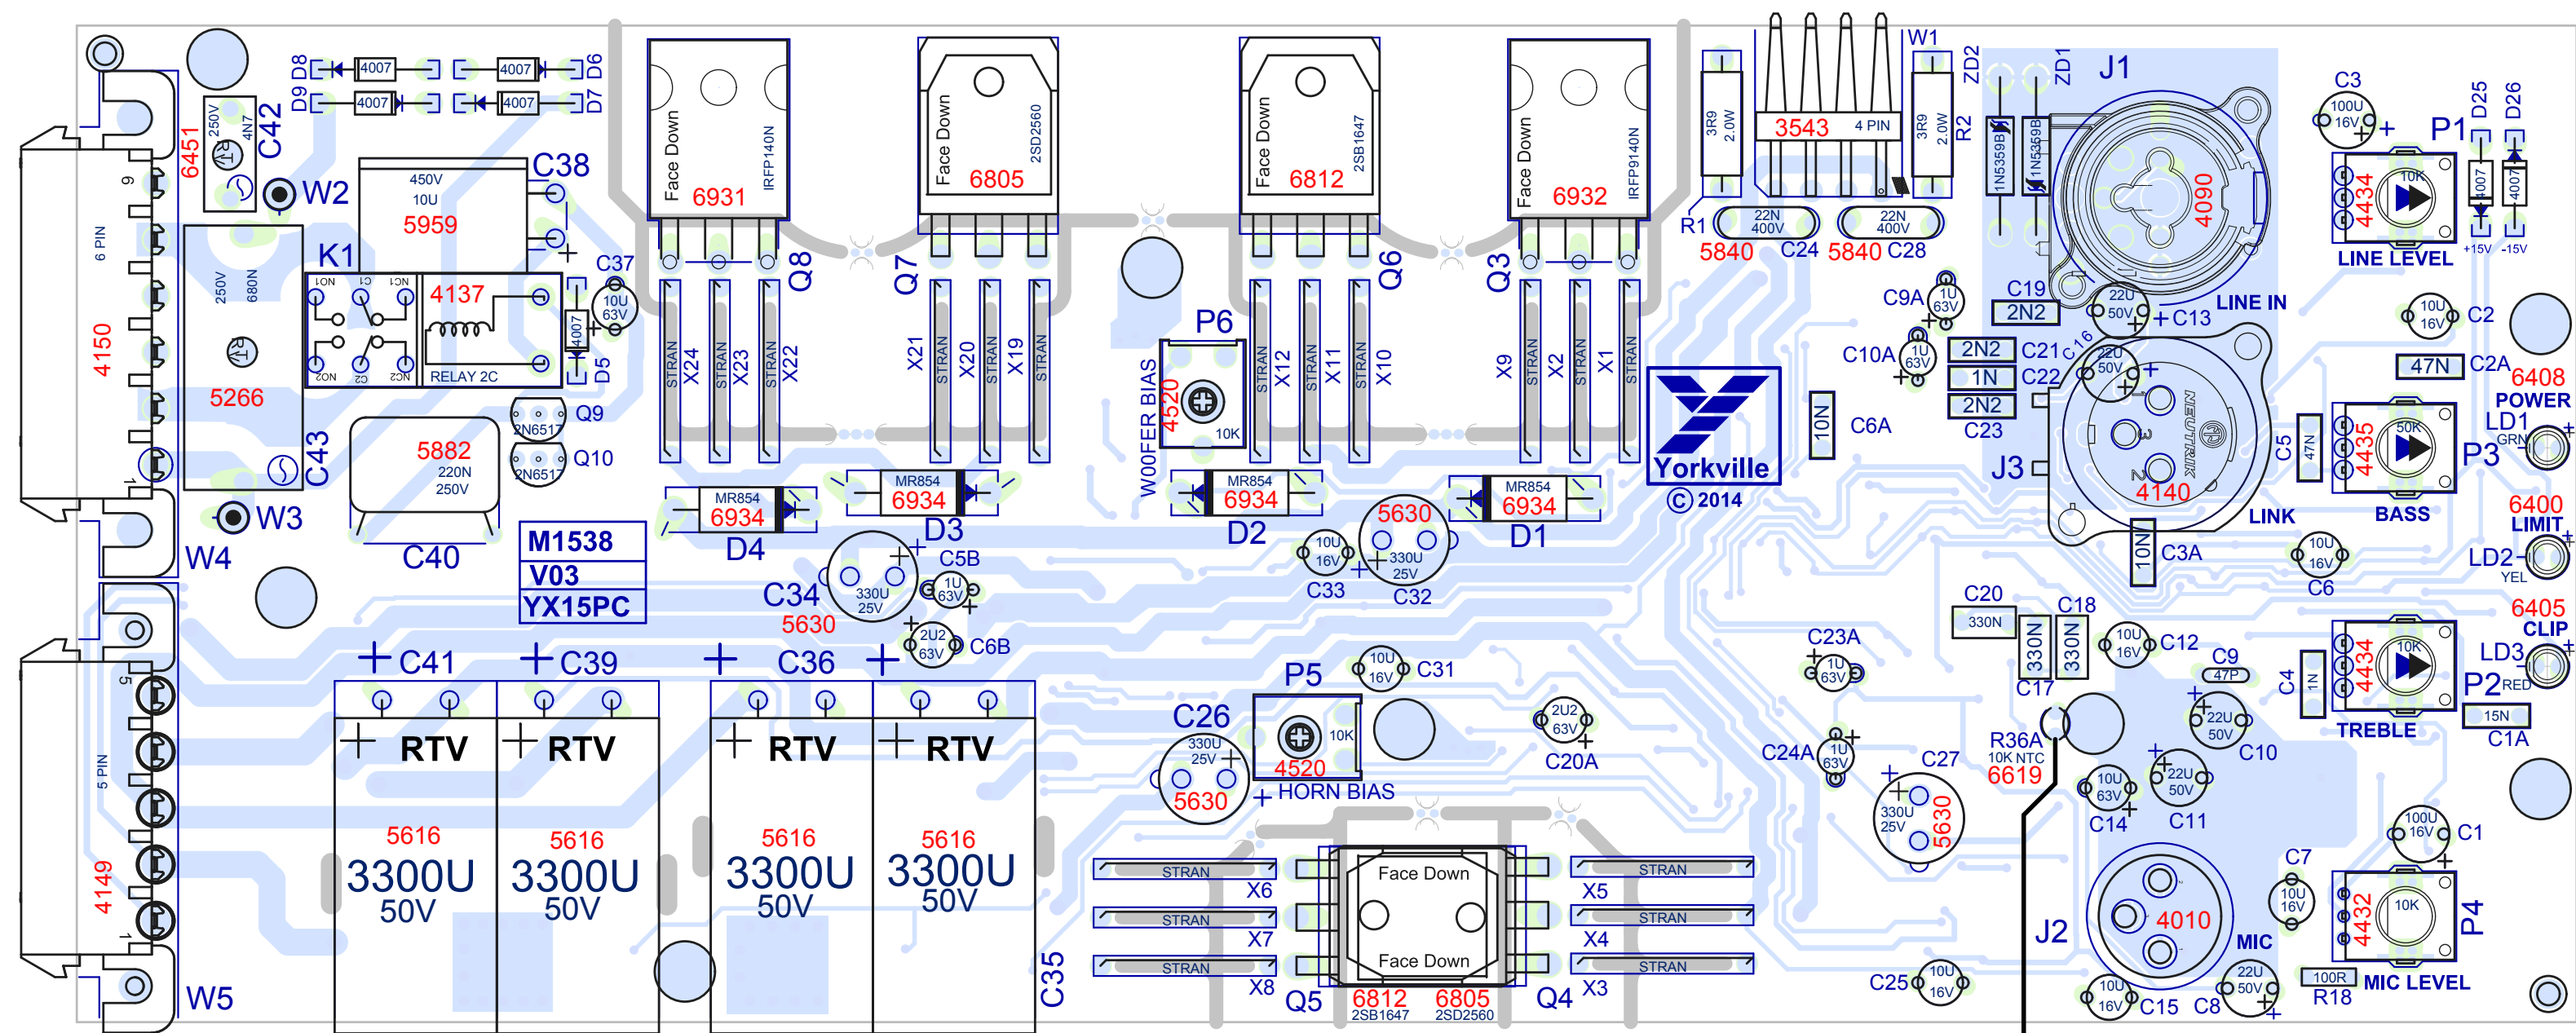 D8
4007
4007
D6
D9
4007
4007
D7
6451
250V
4N7
RTV
C42
W2
6 PIN
6
1
4150
250V
680N
RTV
5266
C43
W3
W4
450V
10U
5959
C38
K1
NO1
C1
NC1
NO2
C2
NC2
4137
RELAY 2C
C37
10U
63V
4007
D5
5882
220N
250V
C40
Q9
2N6517
2N6517
Q10
M1538
V03
YX15PC
Face Down
IRFP140N
6931
Q8
Face Down
2SD2560
6805
Q7
Face Down
2SB1647
6812
Q6
Face Down
IRFP9140N
6932
Q3
STRAN
X24
STRAN
X23
STRAN
X22
X21
STRAN
X20
STRAN
X19
STRAN
P6
WOOFER BIAS
4520
10K
STRAN
X12
STRAN
X11
STRAN
X10
X9
STRAN
X2
STRAN
X1
STRAN
MR854
6934
D4
MR854
6934
D3
MR854
6934
D2
MR854
6934
D1
Yorkville
© 2014
W1
3R9
2.0W
R1
3543
4 PIN
3R9
2.0W
R2
22N
400V
5840
C24
22N
400V
5840
C28
ZD2
ZD1
1N5359B
1N5359B
J1
4090
LINE IN
C3
100U
16V
P1
D25
D26
4434
10K
4007
4007
+15V
-15V
LINE LEVEL
C9A
1U
63V
C10A
1U
63V
C19
2N2
22U
50V
C13
C16
22U
50V
2N2
C21
1N
C22
2N2
C23
10N
C6A
10U
16V
C2
47N
C2A
6408
POWER
LD1
GRN
J3
1
2
3
NEUTRIK
4140
LINK
C5
47N
4435
50K
P3
BASS
6400
LIMIT
LD2
YEL
10N
C3A
10U
16V
C6
6405
CLIP
LD3
RED
C34
330U
25V
5630
C5B
1U
63V
2U2
63V
C6B
10U
16V
C33
5630
330U
25V
C32
C20
330N
C18
330N
330N
C17
10U
16V
C12
C9
47P
C4
1N
4434
10K
P2
TREBLE
15N
C1A
C41
C39
C36
RTV
RTV
RTV
RTV
5616
5616
5616
5616
3300U
50V
3300U
50V
3300U
50V
3300U
50V
C35
5 PIN
5
1
4149
W5
10U
16V
C31
P5
10K
4520
HORN BIAS
C26
330U
25V
5630
2U2
63V
C20A
C23A
1U
63V
C24A
1U
63V
C27
330U
25V
5630
R36A
10K NTC
6619
22U
50V
C10
10U
63V
C14
22U
50V
C11
100U
16V
C1
STRAN
X6
STRAN
X7
STRAN
X8
Face Down
Face Down
Q5
6812
2SB1647
6805
2SD2560
Q4
STRAN
X5
STRAN
X4
STRAN
X3
10U
16V
C25
J2
4010
MIC
C7
10U
16V
4432
10K
P4
MIC LEVEL
10U
16V
C15
C8
22U
50V
100R
R18